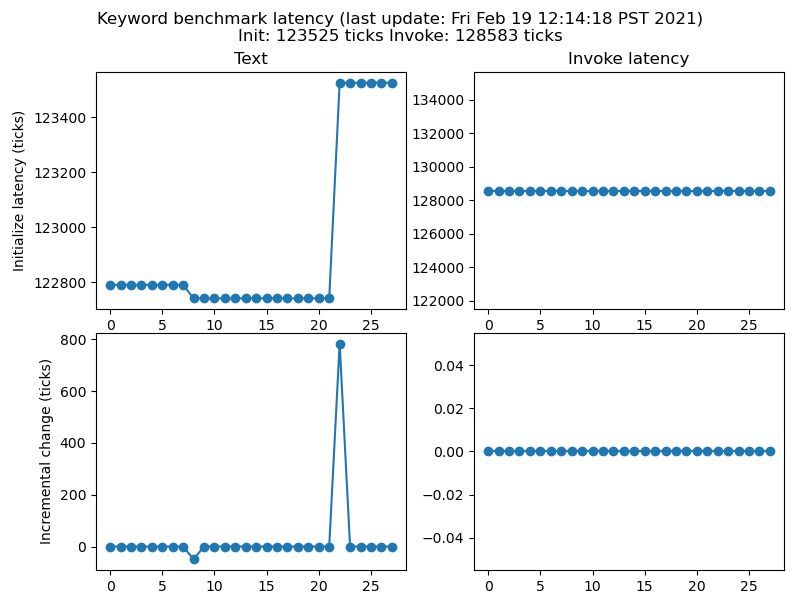 Keyword benchmark latency (last update: Fri Feb 19 12:14:18 PST 2021)
Init: 123525 ticks Invoke: 128583 ticks
Text
Initialize latency (ticks)
123400
123200
123000
122800
0 5 10 15 20 25
Invoke latency
134000
132000
130000
128000
126000
124000
122000
0 5 10 15 20 25
Incremental change (ticks)
800
600
400
200
0
0 5 10 15 20 25
0.04
0.02
0.00
−0.02
−0.04
0 5 10 15 20 25